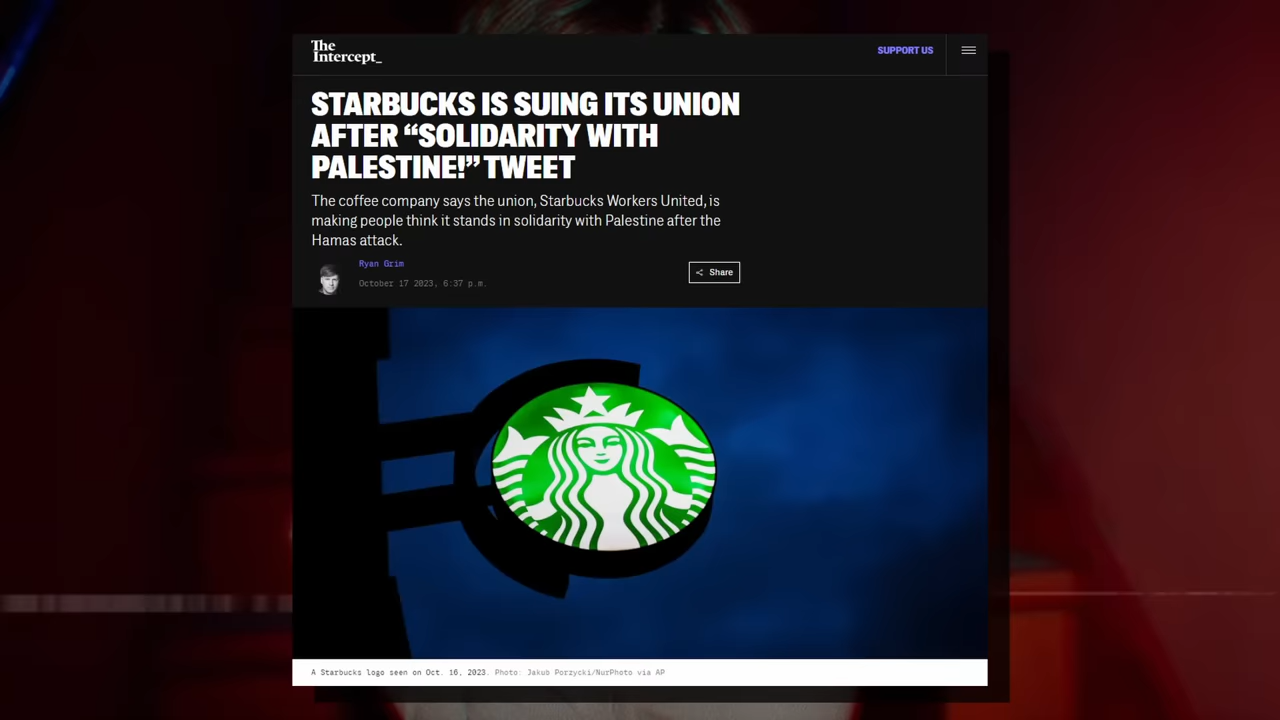 The
Intercept_
SUPPORT US
STARBUCKS IS SUING ITS UNION
AFTER “SOLIDARITY WITH
PALESTINE!” TWEET
The coffee company says the union, Starbucks Workers United, is
making people think it stands in solidarity with Palestine after the
Hamas attack.
Ryan Grim
Share
October 17 2023, 6:37 p.m.
A Starbucks logo seen on Oct. 16, 2023. Photo: Jakub Porzycki/NurPhoto via AP